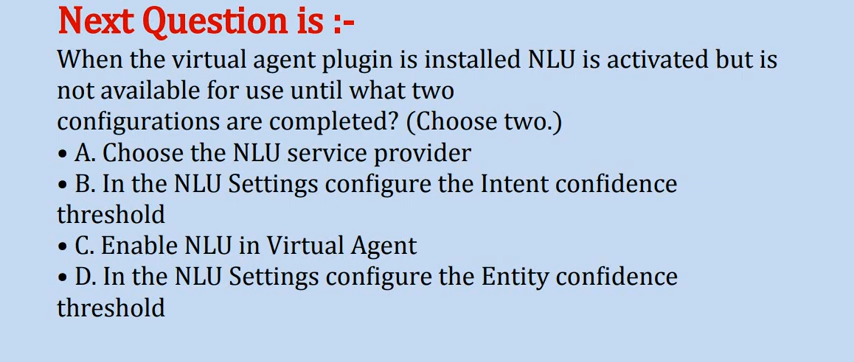 Next Question is :-
When the virtual agent plugin is installed NLU is activated but is
not available for use until what two
configurations are completed? (Choose two.)
• A. Choose the NLU service provider
• B. In the NLU Settings configure the Intent confidence
threshold
• C. Enable NLU in Virtual Agent
• D. In the NLU Settings configure the Entity confidence
threshold